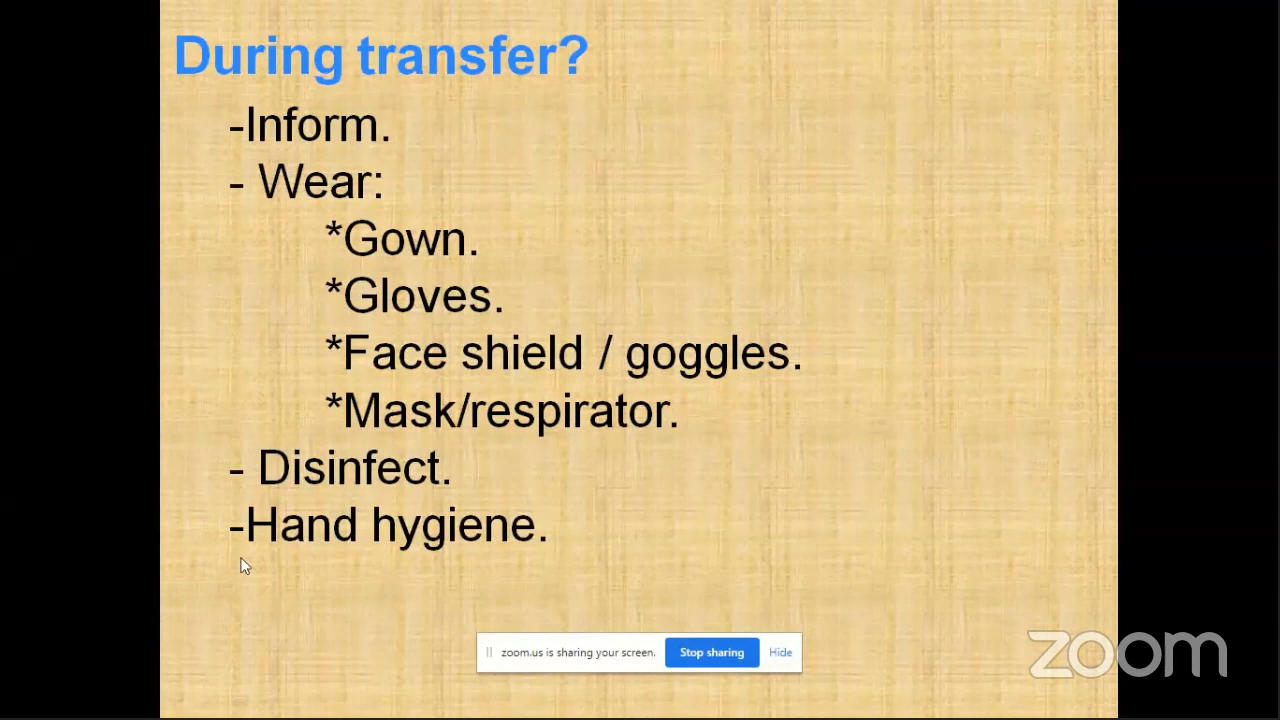 During transfer?
-Inform.
- Wear:
*Gown.
*Gloves.
*Face shield / goggles.
*Mask/respirator.
- Disinfect.
-Hand hygiene.
zoom.us is sharing your screen. Stop sharing Hide
zoom